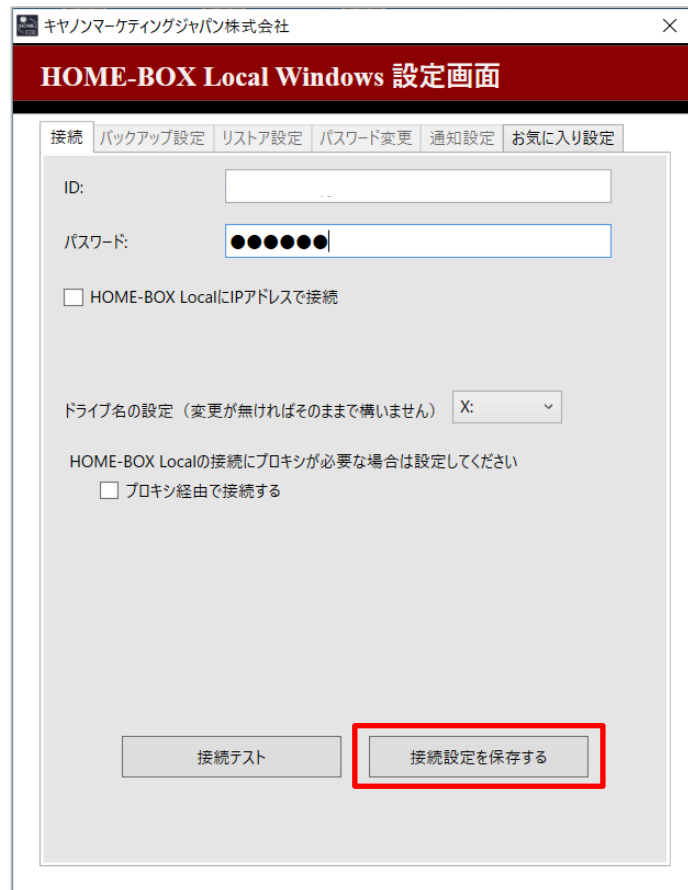 キヤノンマーケティングジャパン株式会社
HOME-BOX Local Windows 設定画面
接続 バックアップ設定 リストア設定 パスワード変更 通知設定 お気に入り設定
ID:
パスワード: ●●●●●●
HOME-BOX LocalにIPアドレスで接続
ドライブ名の設定（変更が無ければそのままで構いません） X:
HOME-BOX Localの接続にプロキシが必要な場合は設定してください
プロキシ経由で接続する
接続テスト 接続設定を保存する